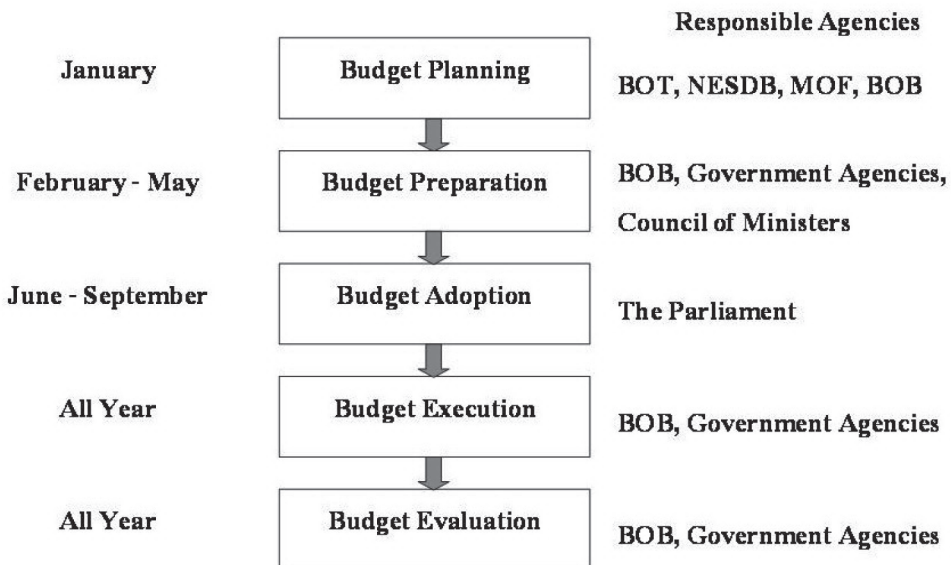 Responsible Agencies
January
Budget Planning
BOT, NESDB, MOF, BOB
February - May
Budget Preparation
BOB, Government Agencies,
Council of Ministers
June - September
Budget Adoption
The Parliament
All Year
Budget Execution
BOB, Government Agencies
All Year
Budget Evaluation
BOB, Government Agencies